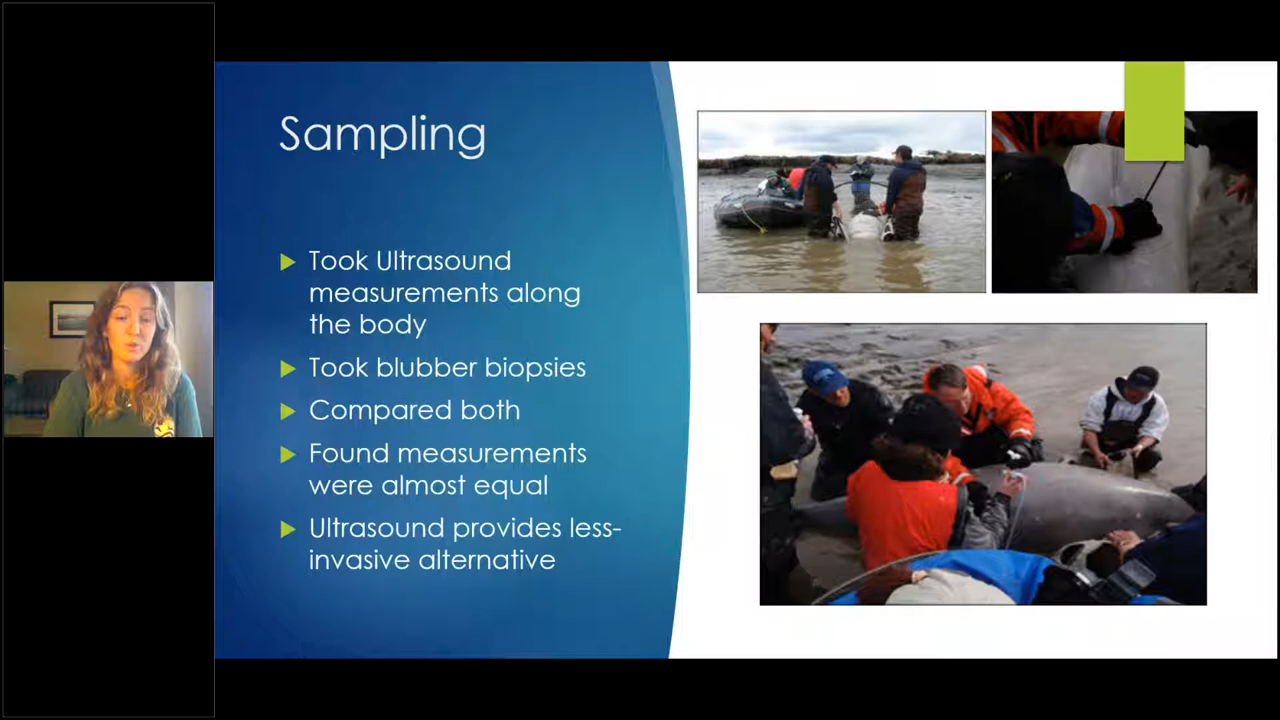 Sampling
Took Ultrasound
measurements along
the body
Took blubber biopsies
Compared both
Found measurements
were almost equal
Ultrasound provides less-
invasive alternative